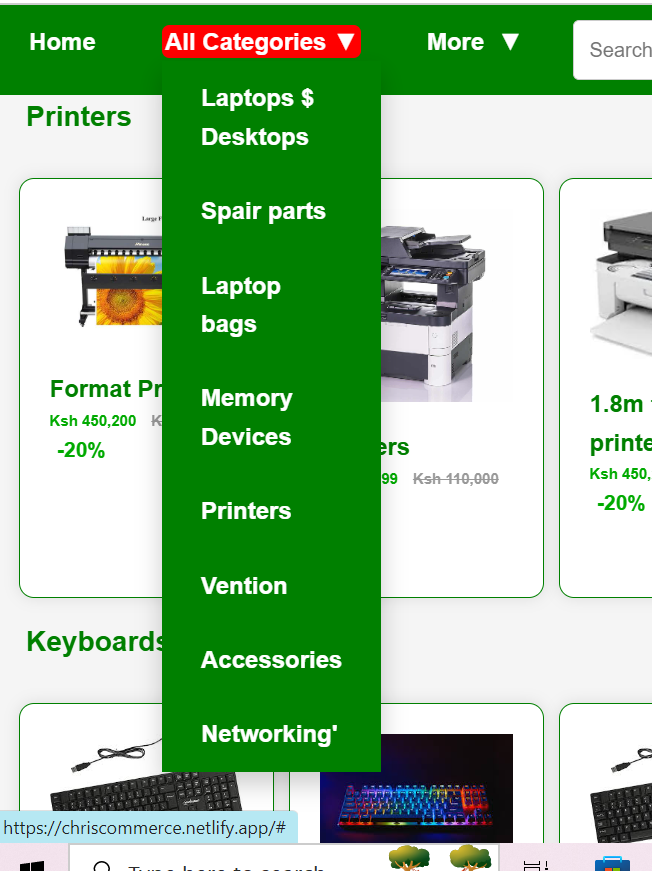 Home All Categories ▼ More ▼ Search
Laptops $
Desktops
Spair parts
Laptop
bags
Memory
Devices
Printers
Vention
Accessories
Networking'
Printers
Format Pr
Ksh 450,200 K
-20%
ers
99 Ksh 110,000
1.8m
printe
Ksh 450,
-20%
Keyboards
https://chriscommerce.netlify.app/#
Type here to search